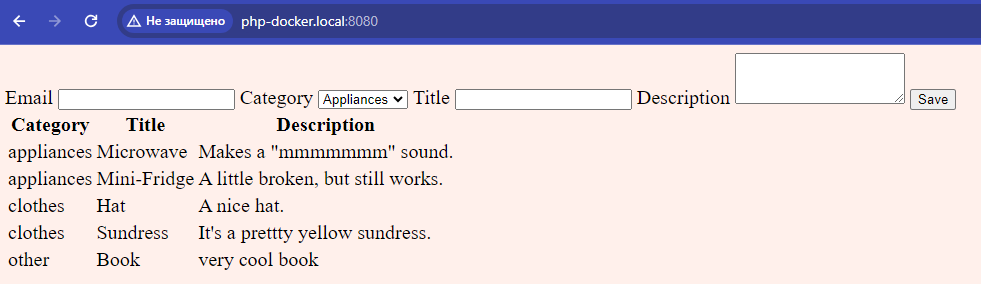 Не защищено php-docker.local:8080
Email Category Appliances Title Description Save
Category Title Description
appliances Microwave Makes a "mmmmmmm" sound.
appliances Mini-Fridge A little broken, but still works.
clothes Hat A nice hat.
clothes Sundress It's a prettty yellow sundress.
other Book very cool book